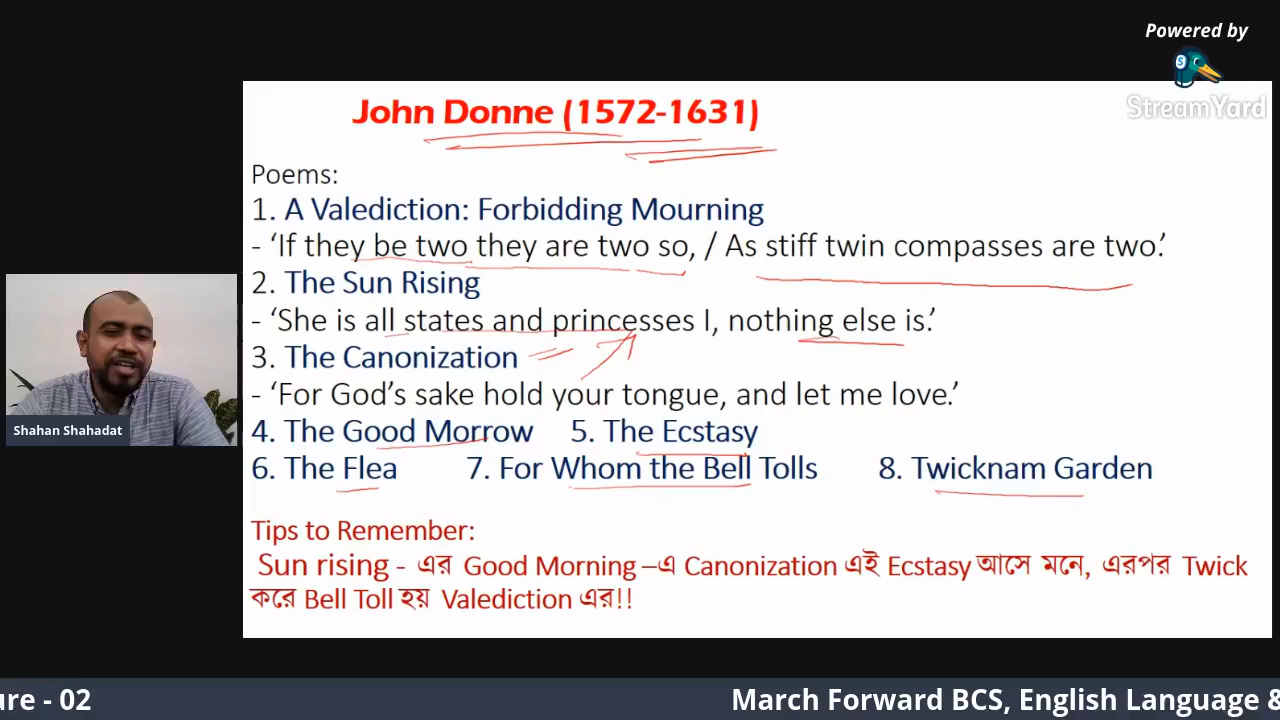 Powered by
StreamYard
John Donne (1572-1631)
Poems:
1. A Valediction: Forbidding Mourning
- ‘If they be two they are two so, / As stiff twin compasses are two.’
2. The Sun Rising
- ‘She is all states and princesses I, nothing else is.’
3. The Canonization
- ‘For God’s sake hold your tongue, and let me love.’
4. The Good Morrow 5. The Ecstasy
6. The Flea 7. For Whom the Bell Tolls 8. Twicknam Garden
Tips to Remember:
Sun rising - এর Good Morning –এ Canonization এই Ecstasy আসে মনে, এরপর Twick
করে Bell Toll হয় Valediction এর!!
Shahan Shahadat
ure - 02 March Forward BCS, English Language &